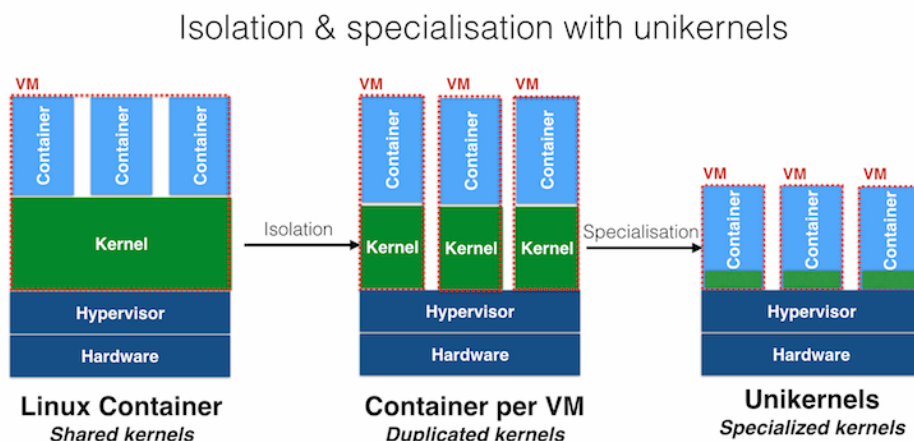 Isolation & specialisation with unikernels
VM
Container
Container
Container
Kernel
Hypervisor
Hardware
Linux Container
Shared kernels
Isolation
VM
VM
VM
Container
Container
Container
Kernel
Kernel
Kernel
Hypervisor
Hardware
Container per VM
Duplicated kernels
Specialisation
VM
VM
VM
Container
Container
Container
Hypervisor
Hardware
Unikernels
Specialized kernels